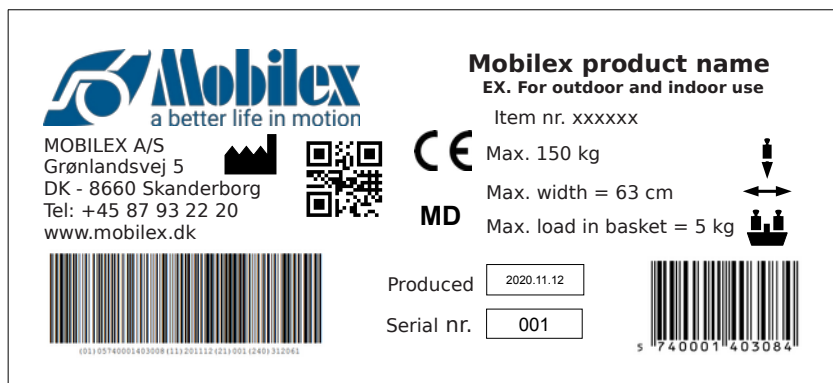 Mobilex
a better life in motion
MOBILEX A/S
Grønlandsvej 5
DK - 8660 Skanderborg
Tel: +45 87 93 22 20
www.mobilex.dk
(01)05740001403008(11)201112(21)001(240)312061
Mobilex product name
EX. For outdoor and indoor use
Item nr. xxxxxx
CE
Max. 150 kg
Max. width = 63 cm
MD
Max. load in basket = 5 kg
Produced 2020.11.12
Serial nr. 001
5 740001 403084